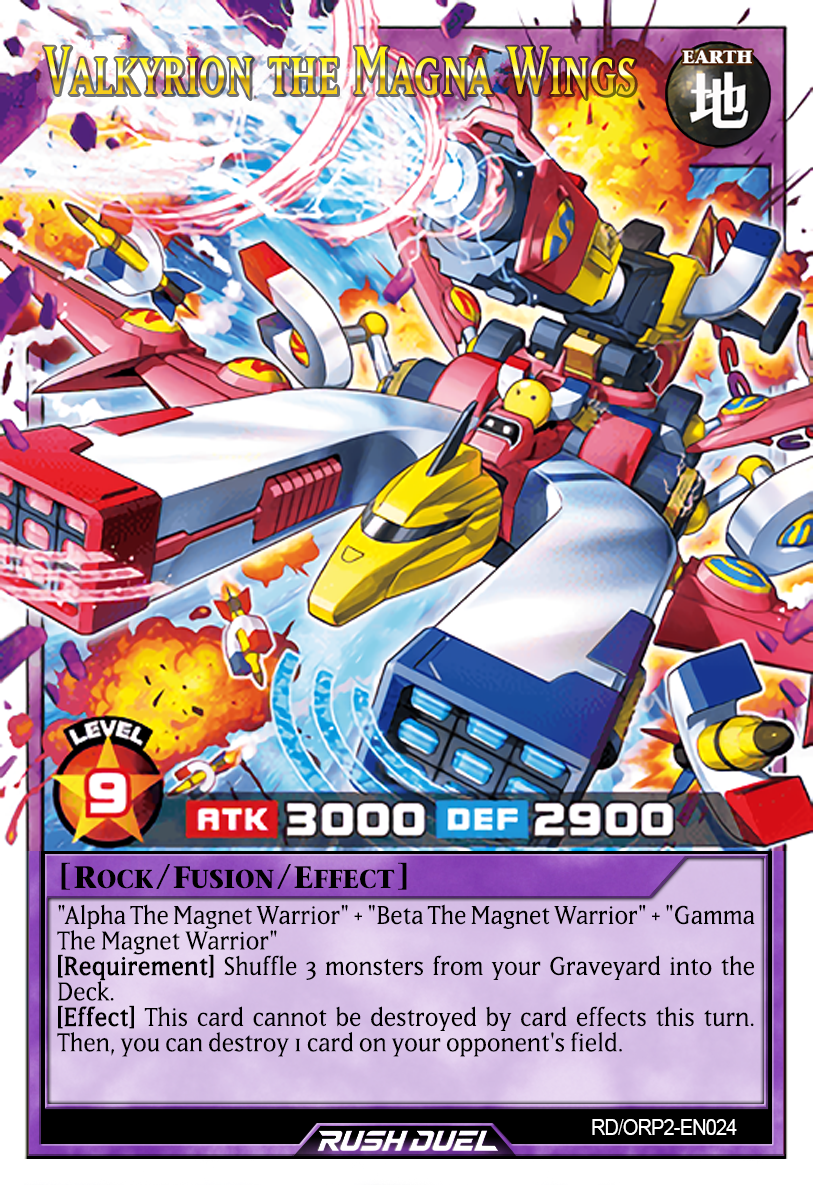 VALKYRION THE MAGNA WINGS
EARTH
地
LEVEL
9
ATK 3000 DEF 2900
[ROCK/FUSION/EFFECT]
"Alpha The Magnet Warrior" + "Beta The Magnet Warrior" + "Gamma
The Magnet Warrior"
[Requirement] Shuffle 3 monsters from your Graveyard into the
Deck.
[Effect] This card cannot be destroyed by card effects this turn.
Then, you can destroy 1 card on your opponent's field.
RD/ORP2-EN024
RUSH DUEL